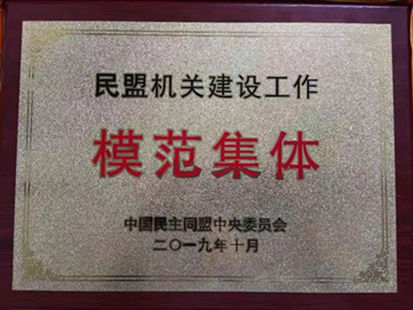 民盟机关建设工作
模范集体
中国民主同盟中央委员会
二〇一九年十月